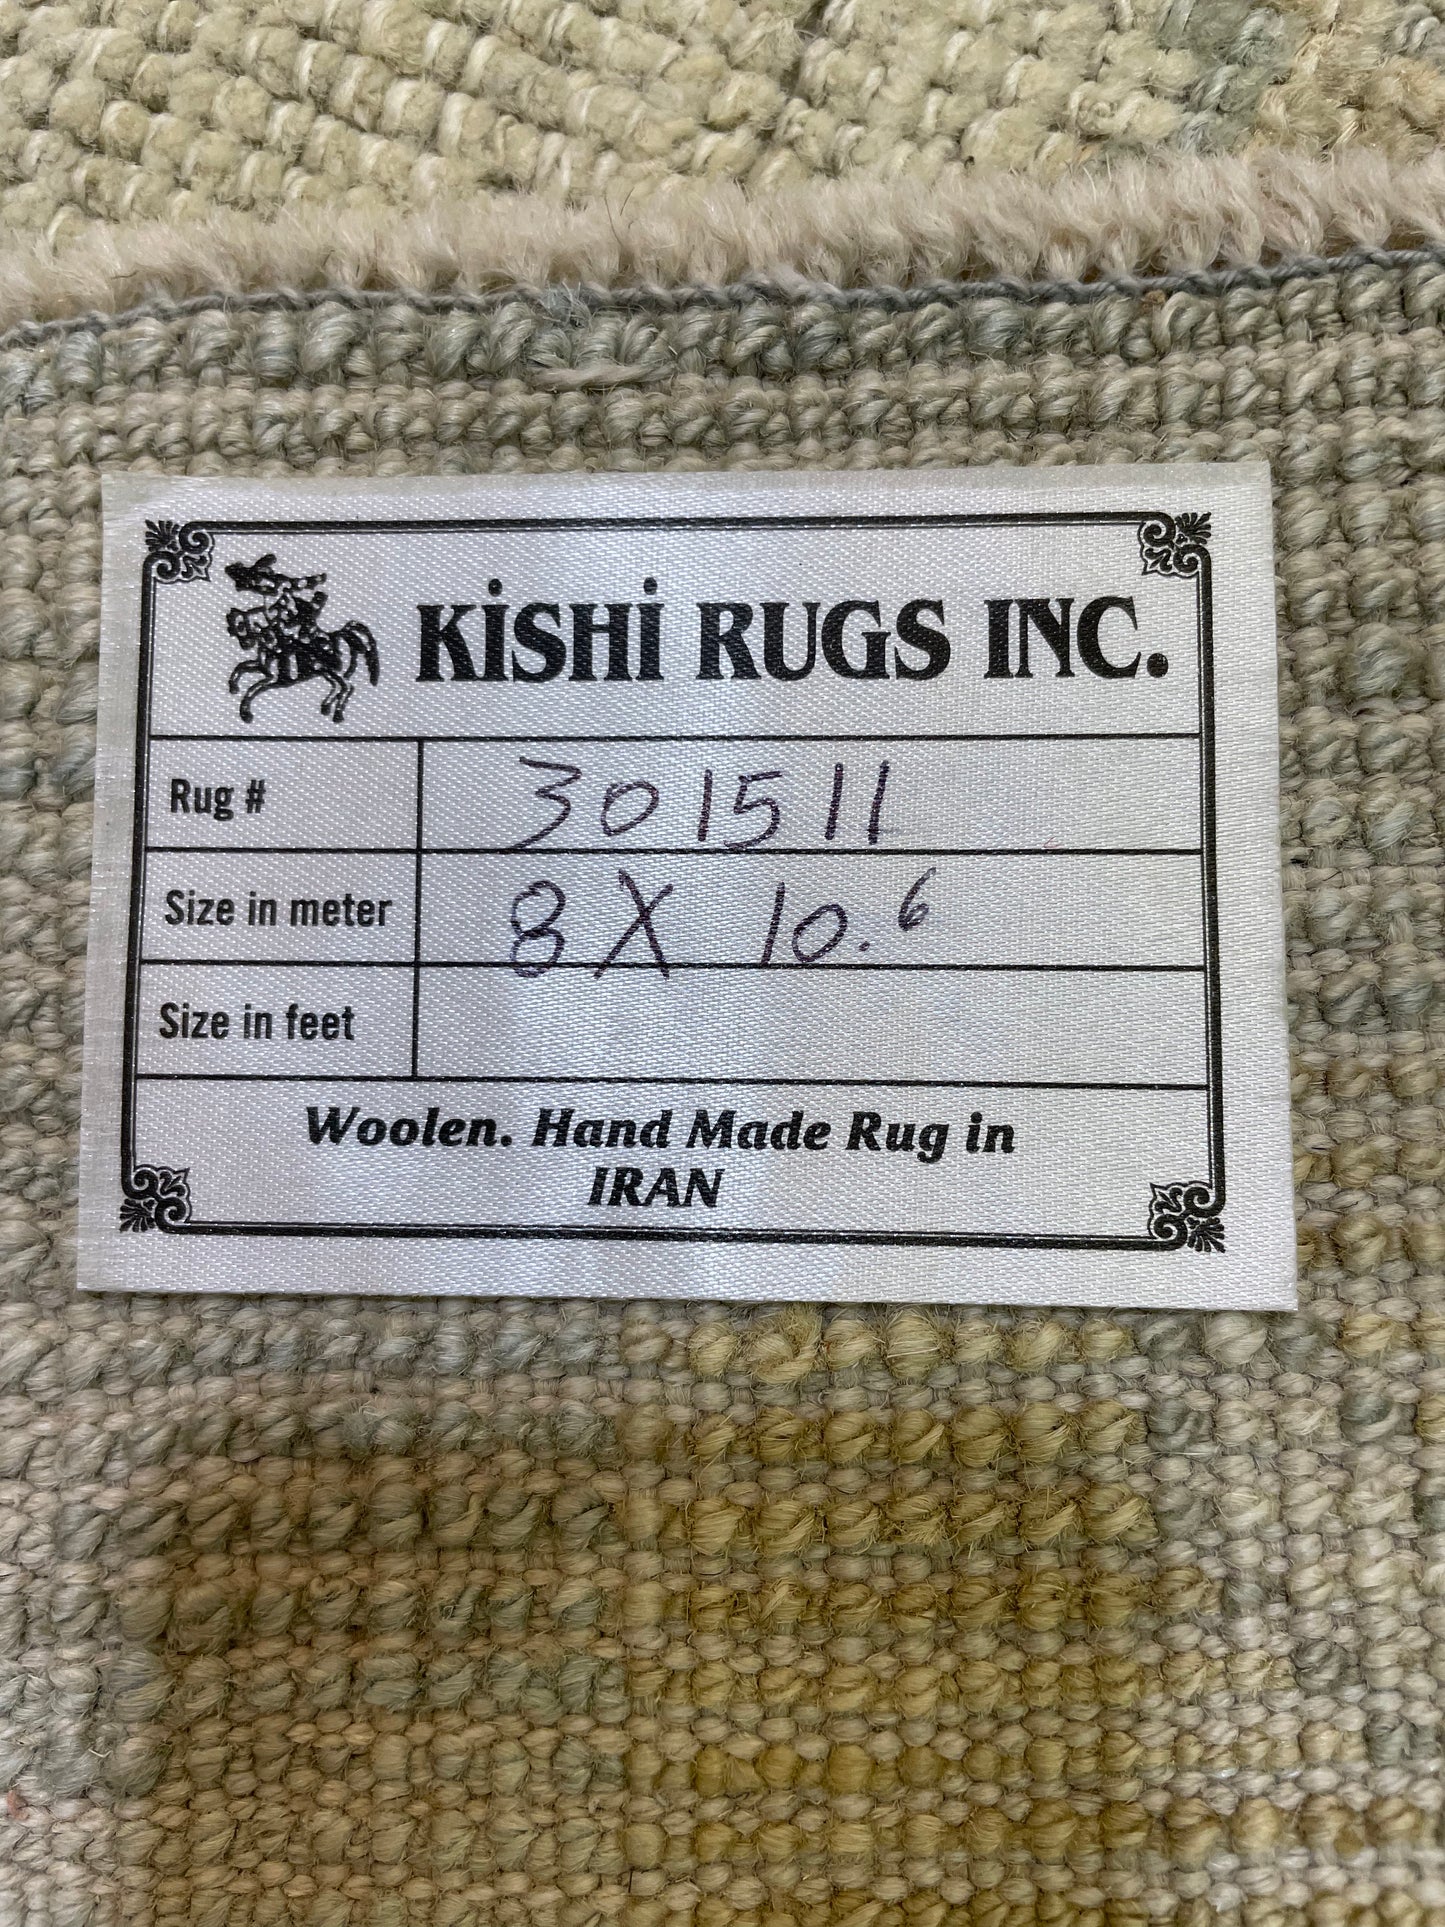 KiSHi RUGS INC.
Rug # 301511
Size in meter 8 X 10.6
Size in feet
Woolen. Hand Made Rug in
IRAN